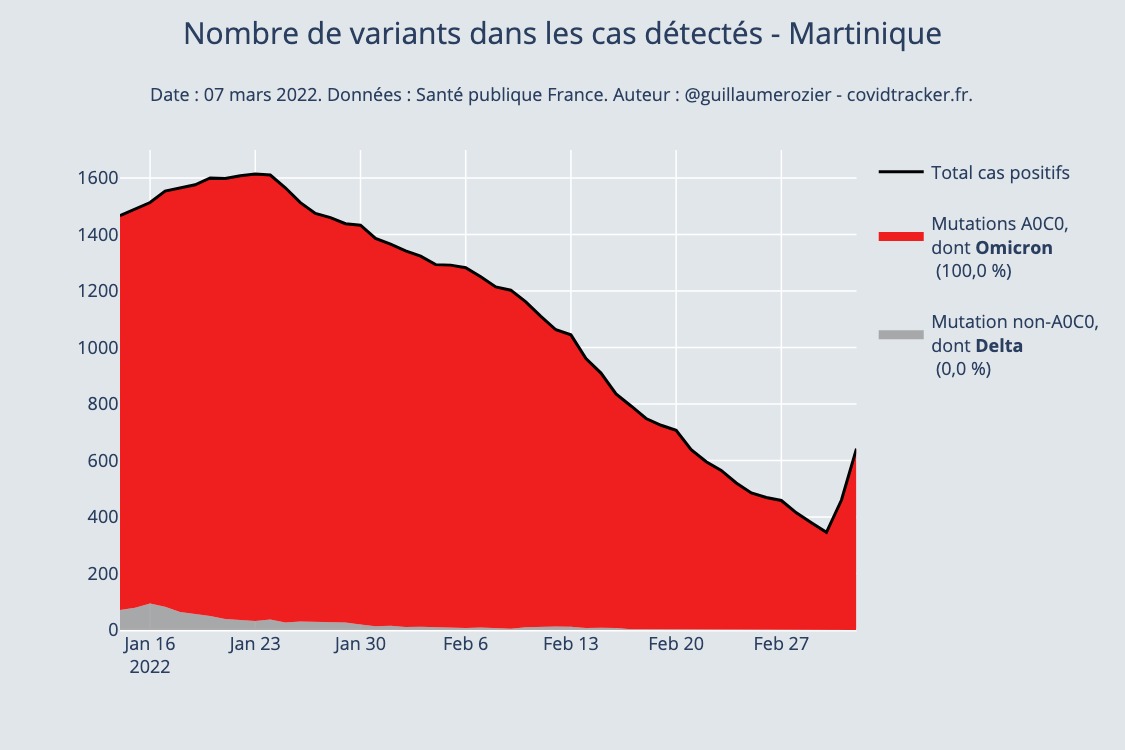 Nombre de variants dans les cas détectés - Martinique
Date : 07 mars 2022. Données : Santé publique France. Auteur : @guillaumerozier - covidtracker.fr.
1600
1400
1200
1000
800
600
400
200
0
Jan 16
2022
Jan 23
Jan 30
Feb 6
Feb 13
Feb 20
Feb 27
Total cas positifs
Mutations A0C0,
dont Omicron
(100,0 %)
Mutation non-A0C0,
dont Delta
(0,0 %)